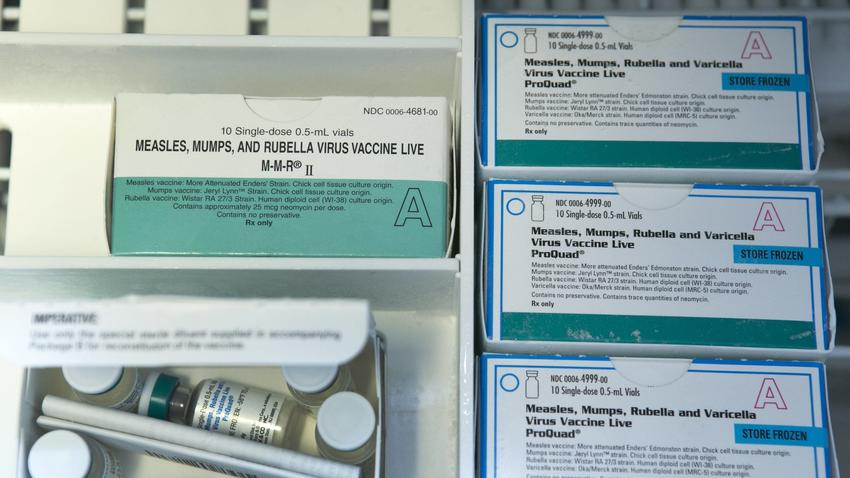 NDC 0006-4681-00
10 Single-dose 0.5-mL vials
MEASLES, MUMPS, AND RUBELLA VIRUS VACCINE LIVE
M-M-R® II
Measles vaccine: More Attenuated Enders' Strain. Chick cell tissue culture origin.
Mumps vaccine: Jeryl Lynn™ Strain. Chick cell tissue culture origin.
Rubella vaccine: Wistar RA 27/3 Strain. Human diploid cell (WI-38) culture origin.
Contains approximately 25 mcg neomycin per dose.
Contains no preservative.
Rx only
A
IMPERATIVE:
Use only the special sterile diluent supplied in accompanying
Package B for reconstitution of the vaccine.
NDC 0006-4999-00
10 Single-dose 0.5-mL Vials
A
Measles, Mumps, Rubella and Varicella
Virus Vaccine Live
ProQuad®
STORE FROZEN
Measles vaccine: More attenuated Enders' Edmonston strain. Chick cell tissue culture origin.
Mumps vaccine: Jeryl Lynn™ strain. Chick cell tissue culture origin.
Rubella vaccine: Wistar RA 27/3 strain. Human diploid cell (WI-38) culture origin.
Varicella vaccine: Oka/Merck strain. Human diploid cell (MRC-5) culture origin.
Contains no preservative. Contains trace quantities of neomycin.
Rx only
NDC 0006-4999-00
10 Single-dose 0.5-mL Vials
A
Measles, Mumps, Rubella and Varicella
Virus Vaccine Live
ProQuad®
STORE FROZEN
Measles vaccine: More attenuated Enders' Edmonston strain. Chick cell tissue culture origin.
Mumps vaccine: Jeryl Lynn™ strain. Chick cell tissue culture origin.
Rubella vaccine: Wistar RA 27/3 strain. Human diploid cell (WI-38) culture origin.
Varicella vaccine: Oka/Merck strain. Human diploid cell (MRC-5) culture origin.
Contains no preservative. Contains trace quantities of neomycin.
Rx only
NDC 0006-4999-00
10 Single-dose 0.5-mL Vials
A
Measles, Mumps, Rubella and Varicella
Virus Vaccine Live
ProQuad®
STORE FROZEN
Measles vaccine: More attenuated Enders' Edmonston strain. Chick cell tissue culture origin.
Mumps vaccine: Jeryl Lynn™ strain. Chick cell tissue culture origin.
Rubella vaccine: Wistar RA 27/3 strain. Human diploid cell (WI-38) culture origin.
Varicella vaccine: Oka/Merck strain. Human diploid cell (MRC-5) culture origin.